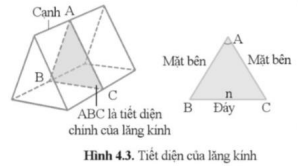 Cạnh
A
B
C
ABC là tiết diện
chính của lăng kính
A
Mặt bên
Mặt bên
n
B
Đáy
C
Hình 4.3. Tiết diện của lăng kính